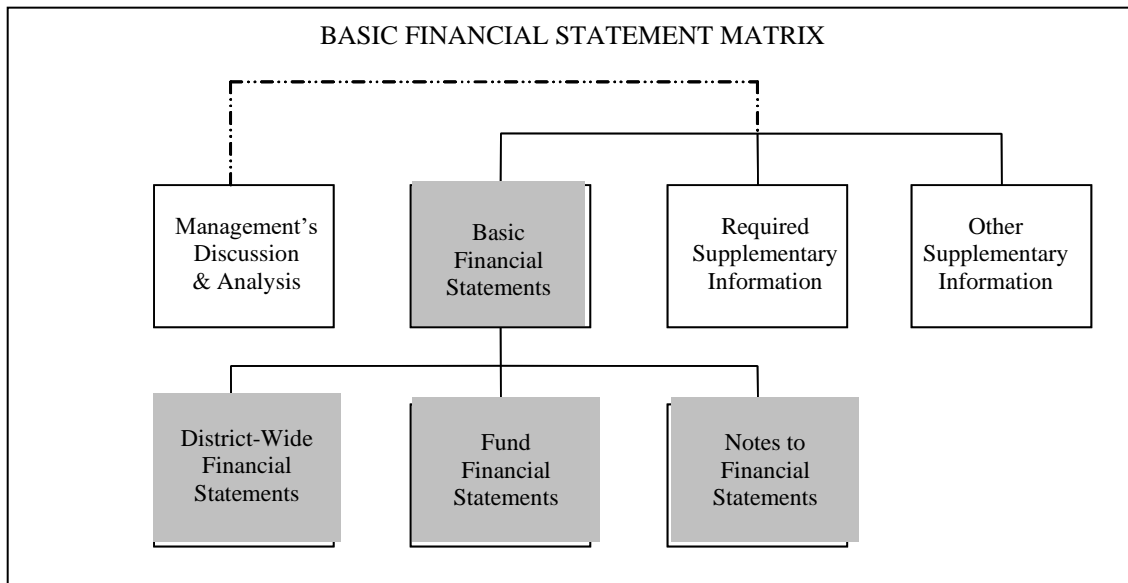 BASIC FINANCIAL STATEMENT MATRIX
Management’s
Discussion
& Analysis
Basic
Financial
Statements
Required
Supplementary
Information
Other
Supplementary
Information
District-Wide
Financial
Statements
Fund
Financial
Statements
Notes to
Financial
Statements